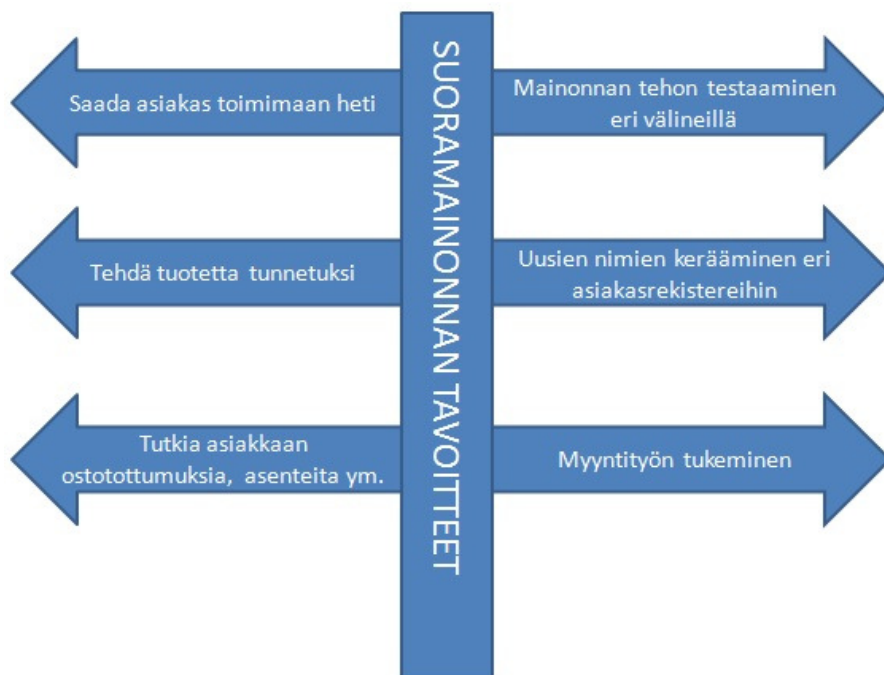 SUORAMAINONNAN TAVOITTEET
Saada asiakas toimimaan heti
Mainonnan tehon testaaminen
eri välineillä
Tehdä tuotetta tunnetuksi
Uusien nimien kerääminen eri
asiakasrekistereihin
Tutkia asiakkaan
ostotottumuksia, asenteita ym.
Myyntityön tukeminen